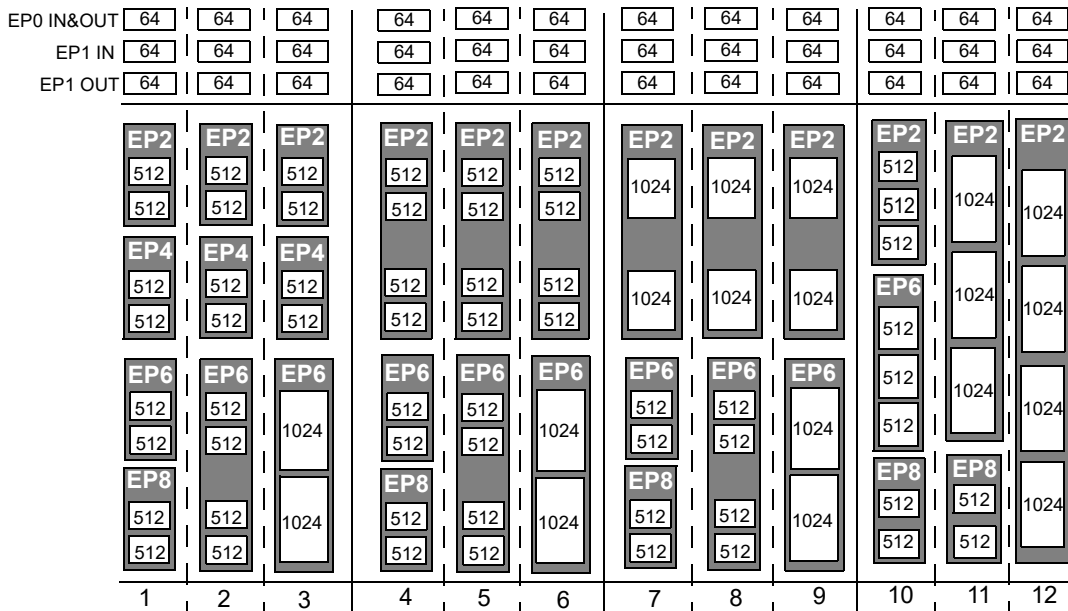 EP0 IN&OUT 64 64 64 64 64 64 64 64 64 64 64 64
EP1 IN 64 64 64 64 64 64 64 64 64 64 64 64
EP1 OUT 64 64 64 64 64 64 64 64 64 64 64 64
EP2 EP2 EP2 EP2 EP2 EP2 EP2 EP2 EP2 EP2 EP2 EP2
512 512 512 512 512 512 1024 1024 1024 512 1024 1024
512 512 512 512 512 512 512
EP4 EP4 EP4 512
512 512 512 512 512 512 1024 1024 1024 EP6 1024 1024
512 512 512 512 512 512 512
EP6 EP6 EP6 EP6 EP6 EP6 EP6 EP6 EP6 512 1024 1024
512 512 1024 512 512 1024 512 512 1024 512
512 512 512 512 512 512
EP8 EP8 EP8 EP8 EP8
512 512 1024 512 512 1024 512 512 1024 512 512 1024
512 512 512 512 512 512 512 512
1 2 3 4 5 6 7 8 9 10 11 12